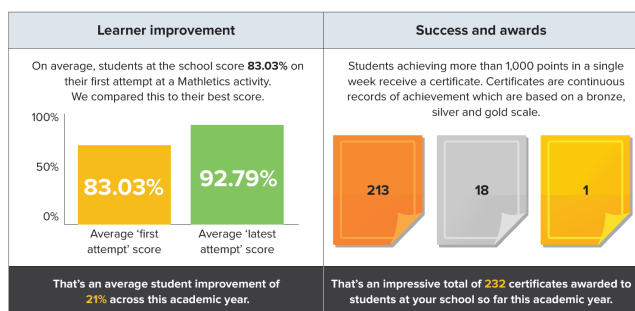 Learner improvement
On average, students at the school score 83.03% on
their first attempt at a Mathletics activity.
We compared this to their best score.
100%
50%
0%
83.03%
92.79%
Average ‘first
attempt’ score
Average ‘latest
attempt’ score
That’s an average student improvement of
21% across this academic year.
Success and awards
Students achieving more than 1,000 points in a single
week receive a certificate. Certificates are continuous
records of achievement which are based on a bronze,
silver and gold scale.
213
18
1
That’s an impressive total of 232 certificates awarded to
students at your school so far this academic year.